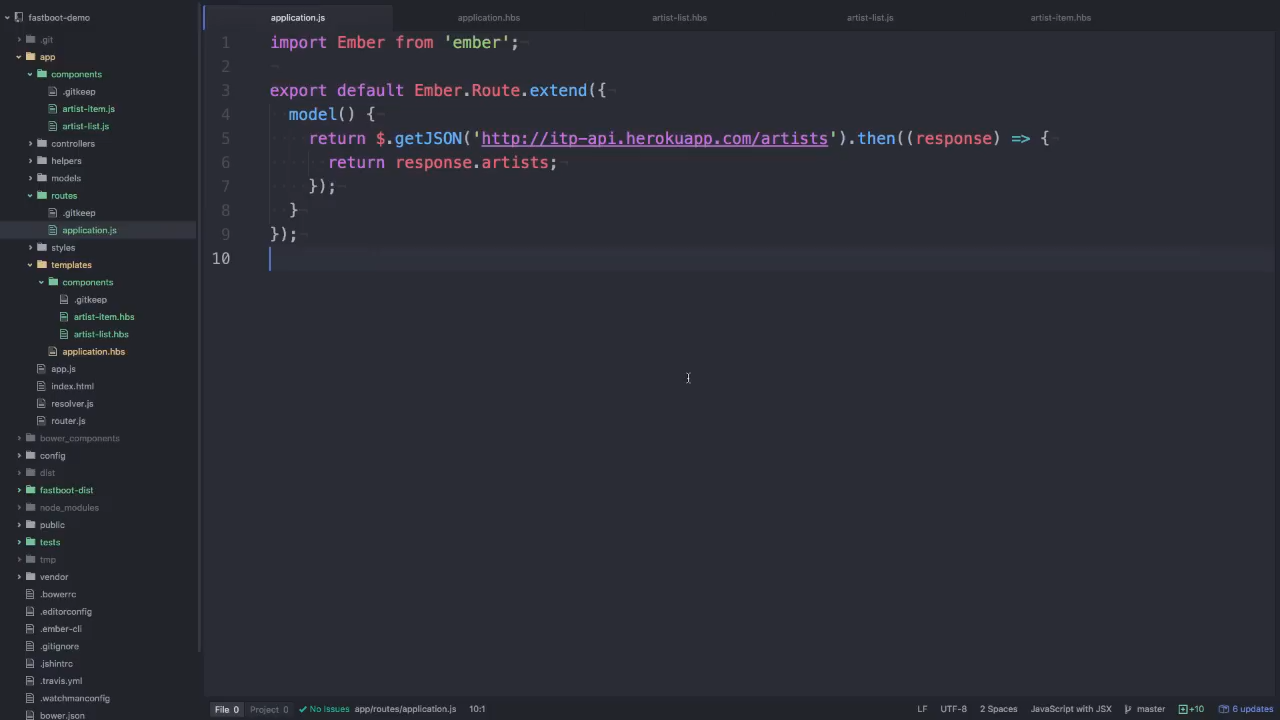 fastboot-demo
.git
app
components
.gitkeep
artist-item.js
artist-list.js
controllers
helpers
models
routes
.gitkeep
application.js
styles
templates
components
.gitkeep
artist-item.hbs
artist-list.hbs
application.hbs
app.js
index.html
resolver.js
router.js
bower_components
config
dist
fastboot-dist
node_modules
public
tests
tmp
vendor
.bowerrc
.editorconfig
.ember-cli
.gitignore
.jshintrc
.travis.yml
.watchmanconfig
bower.json
application.js application.hbs artist-list.hbs artist-list.js artist-item.hbs
1 import Ember from 'ember';
2
3 export default Ember.Route.extend({
4 model() {
5 return $.getJSON('http://itp-api.herokuapp.com/artists').then((response) => {
6 return response.artists;
7 });
8 }
9 });
10
File 0 Project 0 No Issues app/routes/application.js 10:1 LF UTF-8 2 Spaces JavaScript with JSX master +10 6 updates